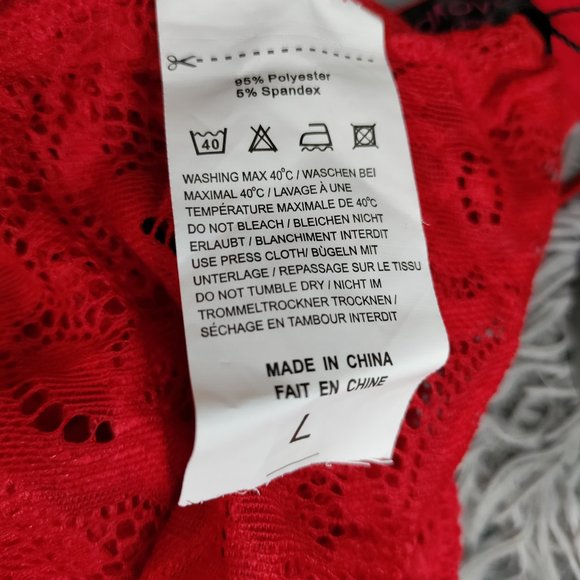 95% Polyester
5% Spandex
40
WASHING MAX 40°C / WASCHEN BEI
MAXIMAL 40°C / LAVAGE À UNE
TEMPÉRATURE MAXIMALE DE 40°C
DO NOT BLEACH / BLEICHEN NICHT
ERLAUBT / BLANCHIMENT INTERDIT
USE PRESS CLOTH/ BÜGELN MIT
UNTERLAGE / REPASSAGE SUR LE TISSU
DO NOT TUMBLE DRY / NICHT IM
TROMMELTROCKNER TROCKNEN /
SÉCHAGE EN TAMBOUR INTERDIT
MADE IN CHINA
FAIT EN CHINE
L